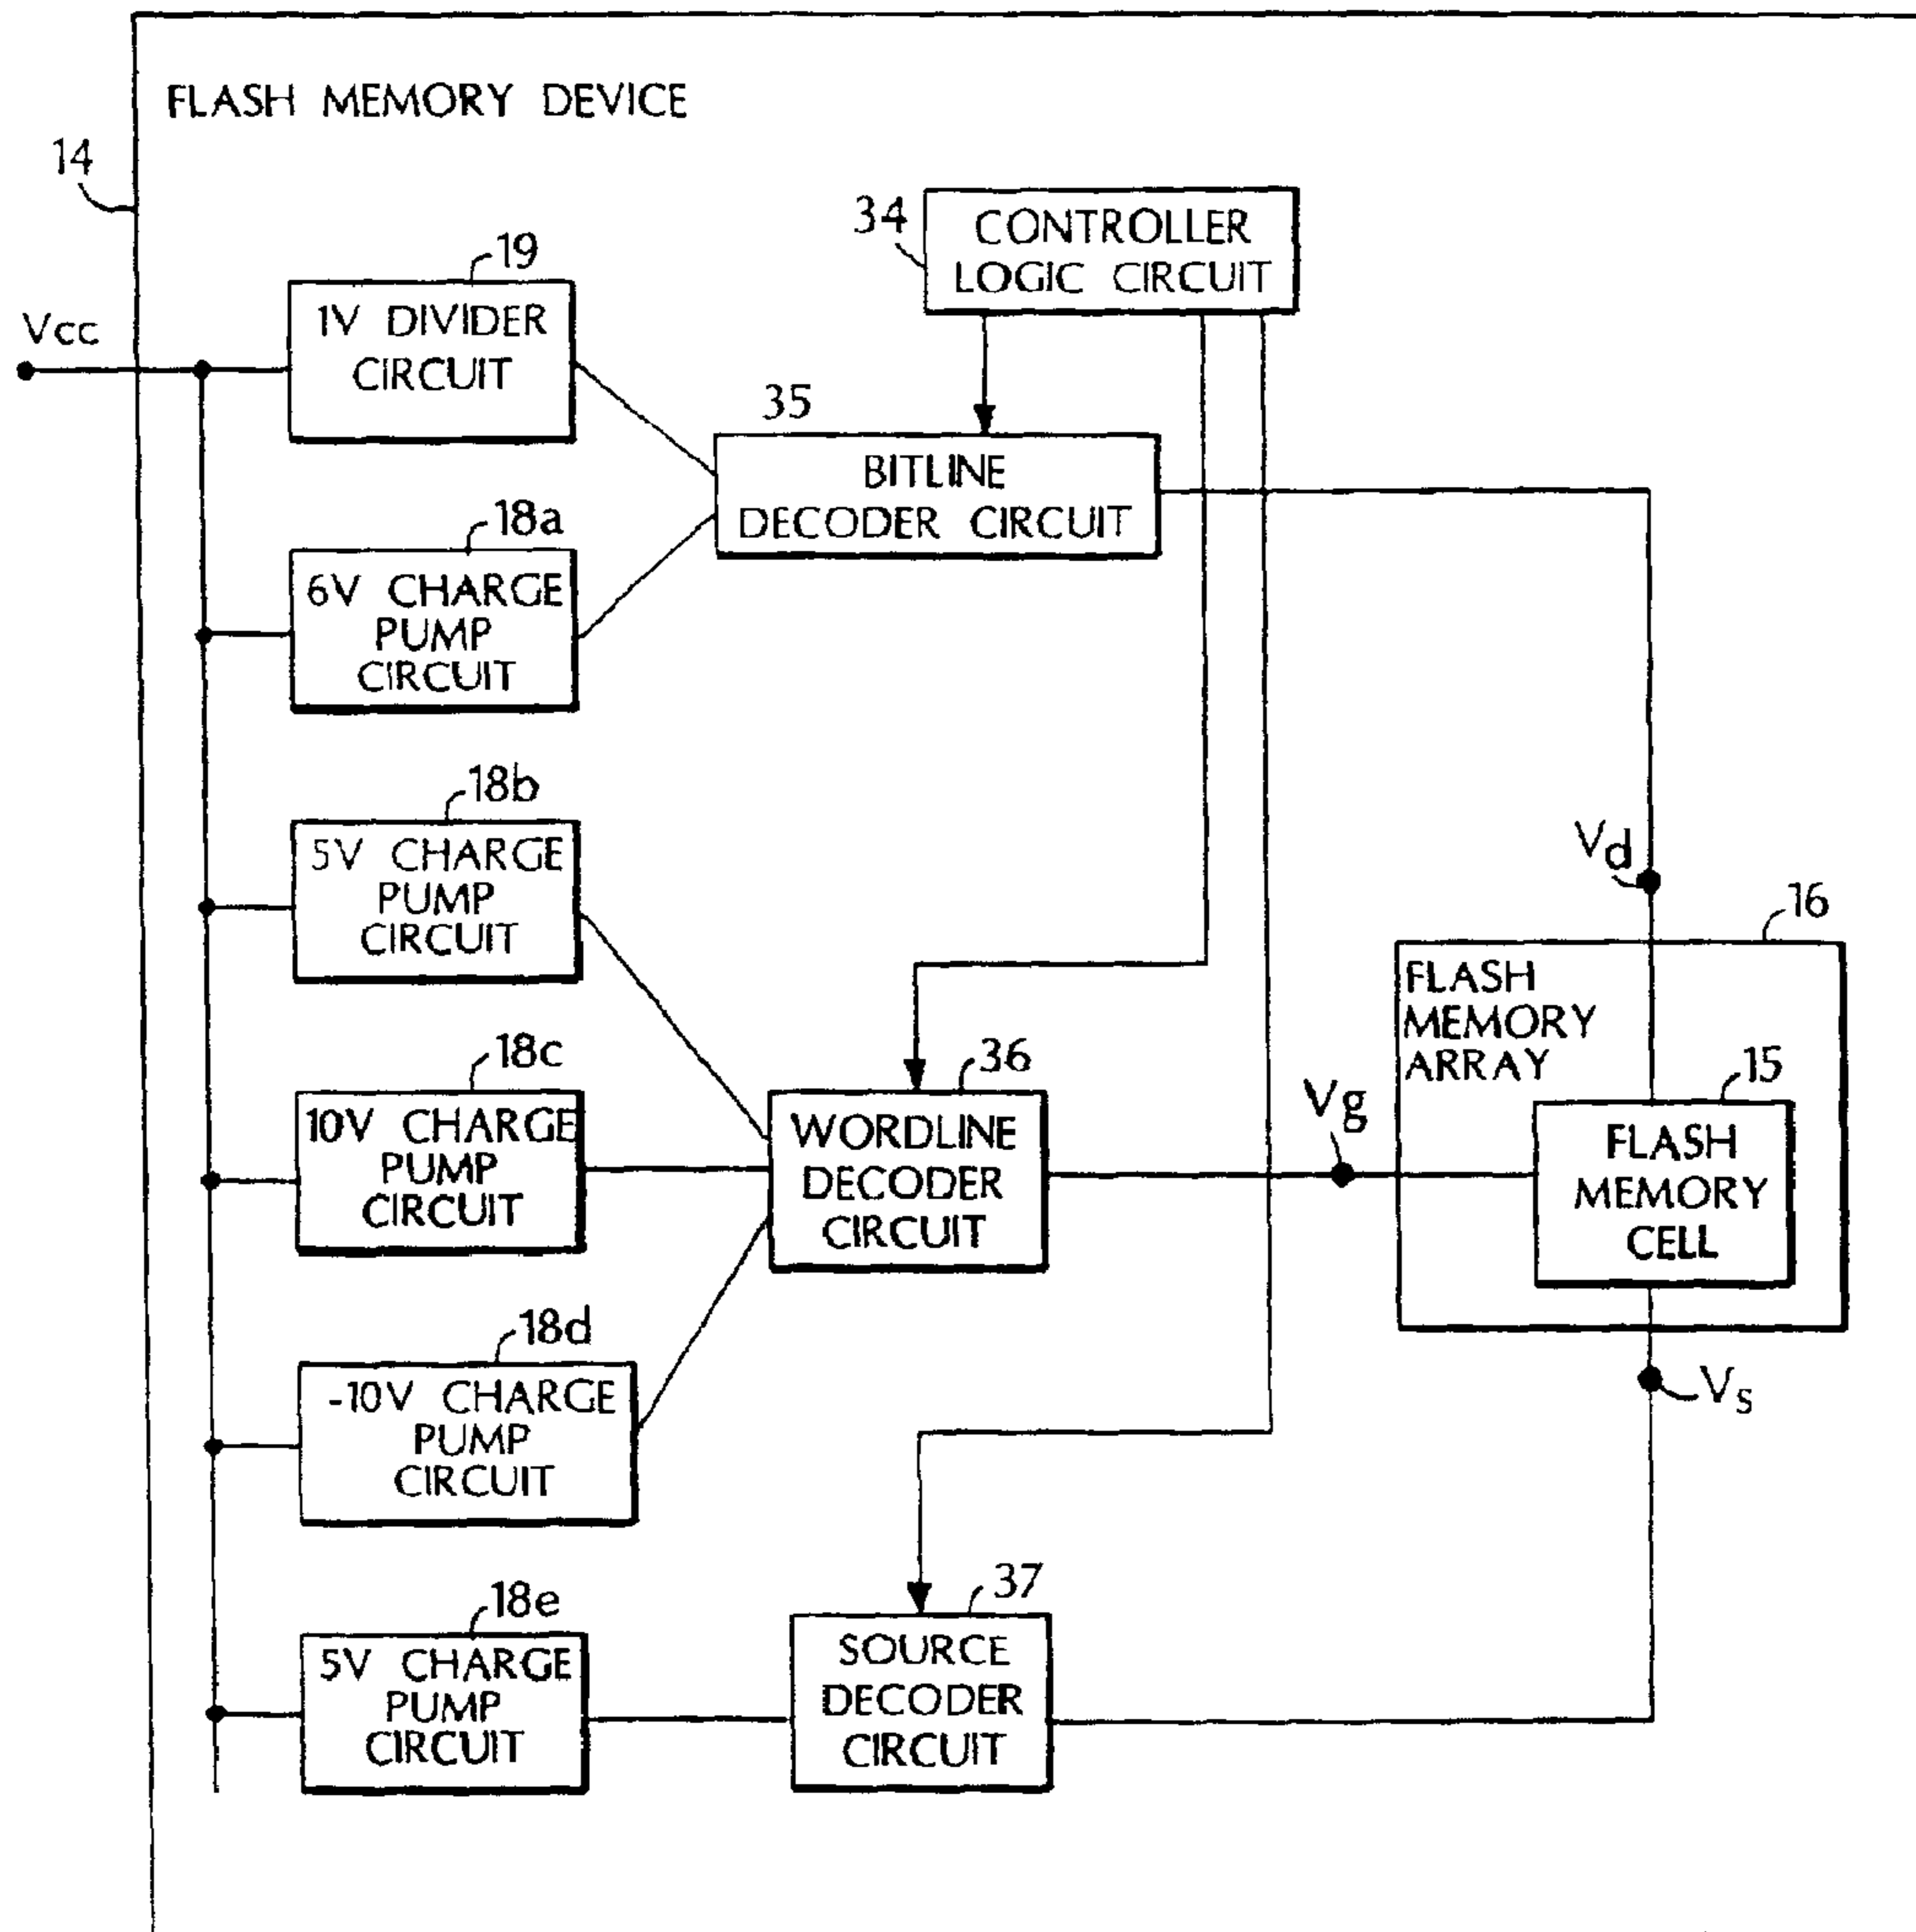 FLASH MEMORY DEVICE
14
34
CONTROLLER
LOGIC CIRCUIT
19
1V DIVIDER
CIRCUIT
Vcc
35
BITLINE
DECODER CIRCUIT
18a
6V CHARGE
PUMP
CIRCUIT
18b
5V CHARGE
PUMP
CIRCUIT
Vd
16
FLASH
MEMORY
ARRAY
18c
10V CHARGE
PUMP
CIRCUIT
36
WORDLINE
DECODER
CIRCUIT
Vg
15
FLASH
MEMORY
CELL
18d
-10V CHARGE
PUMP
CIRCUIT
Vs
18e
5V CHARGE
PUMP
CIRCUIT
37
SOURCE
DECODER
CIRCUIT